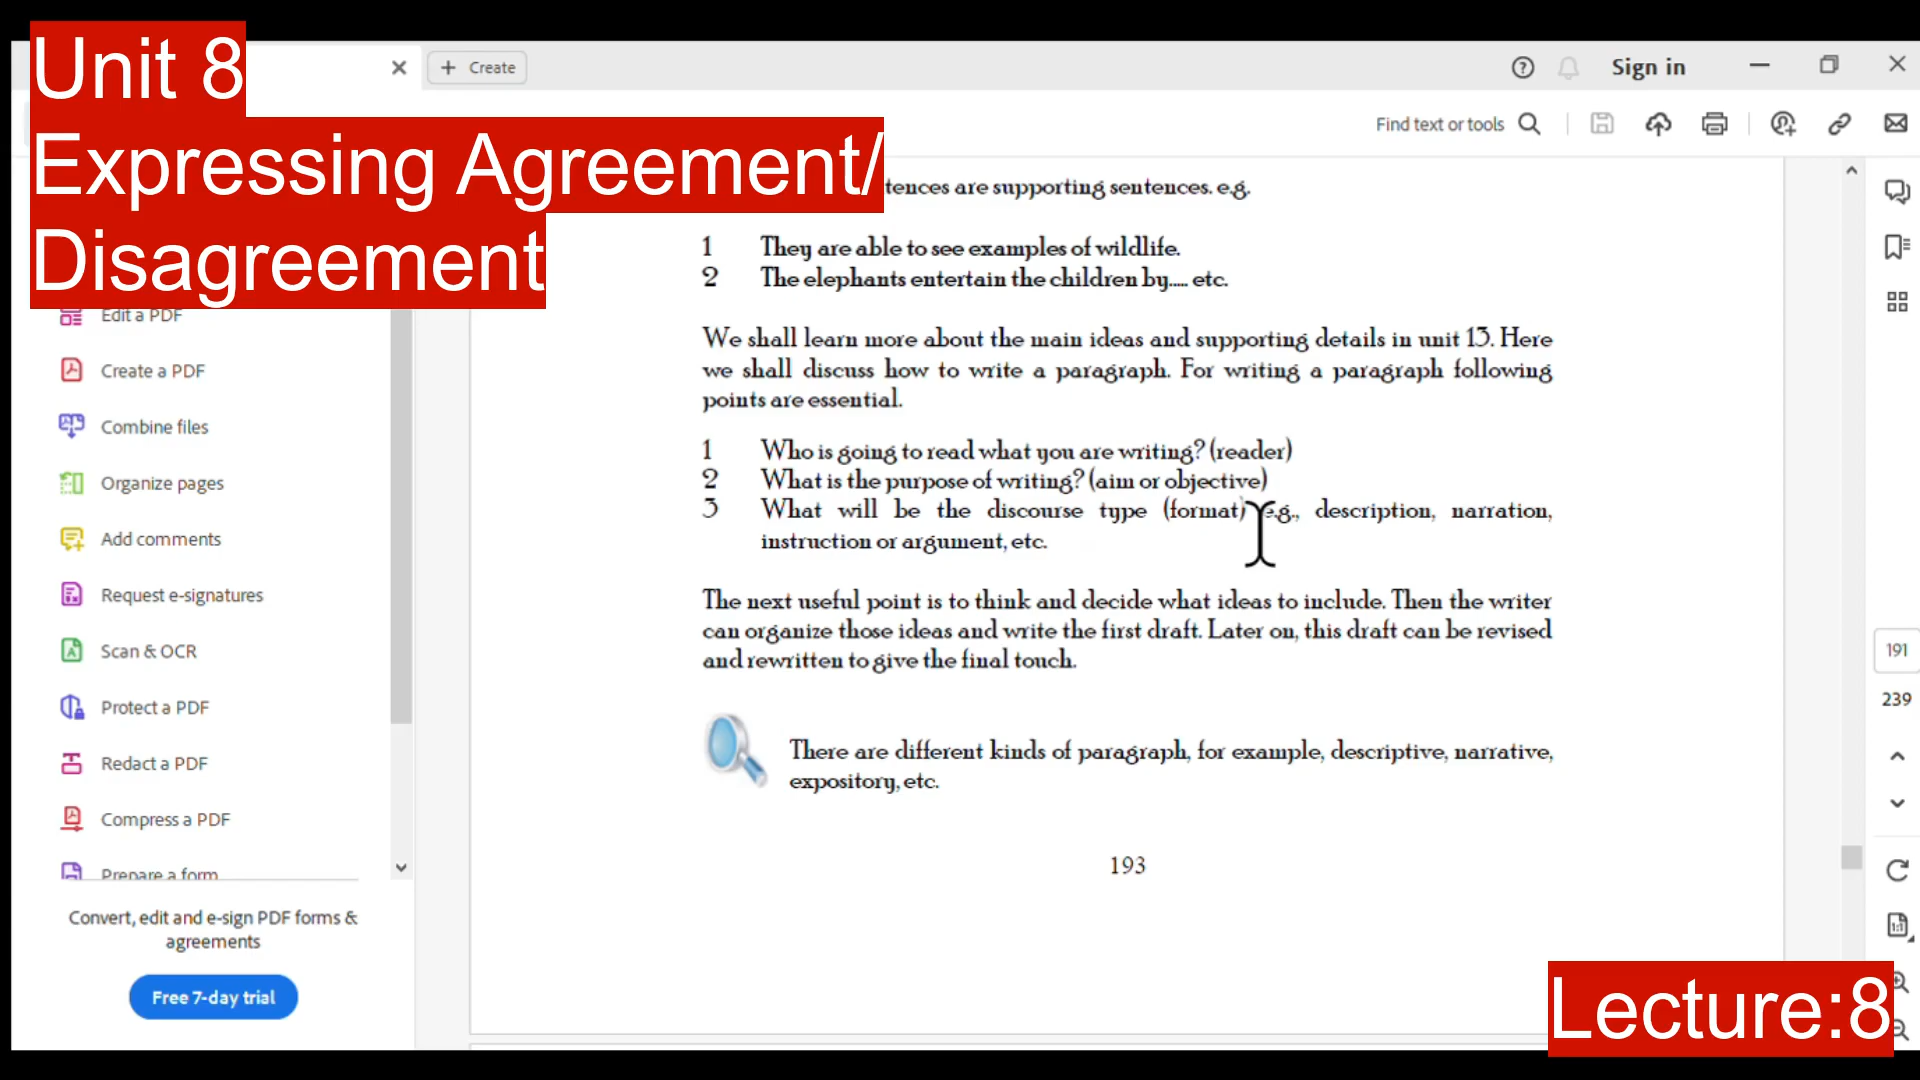 Unit 8
Expressing Agreement/
Disagreement
Create
Sign in
Find text or tools
tences are supporting sentences. e.g.
1 They are able to see examples of wildlife.
2 The elephants entertain the children by..... etc.
We shall learn more about the main ideas and supporting details in unit 13. Here
we shall discuss how to write a paragraph. For writing a paragraph following
points are essential.
1 Who is going to read what you are writing? (reader)
2 What is the purpose of writing? (aim or objective)
3 What will be the discourse type (format) e.g., description, narration,
instruction or argument, etc.
The next useful point is to think and decide what ideas to include. Then the writer
can organize those ideas and write the first draft. Later on, this draft can be revised
and rewritten to give the final touch.
There are different kinds of paragraph, for example, descriptive, narrative,
expository, etc.
193
Edit a PDF
Create a PDF
Combine files
Organize pages
Add comments
Request e-signatures
Scan & OCR
Protect a PDF
Redact a PDF
Compress a PDF
Prepare a form
Convert, edit and e-sign PDF forms &
agreements
Free 7-day trial
191
239
Lecture:8